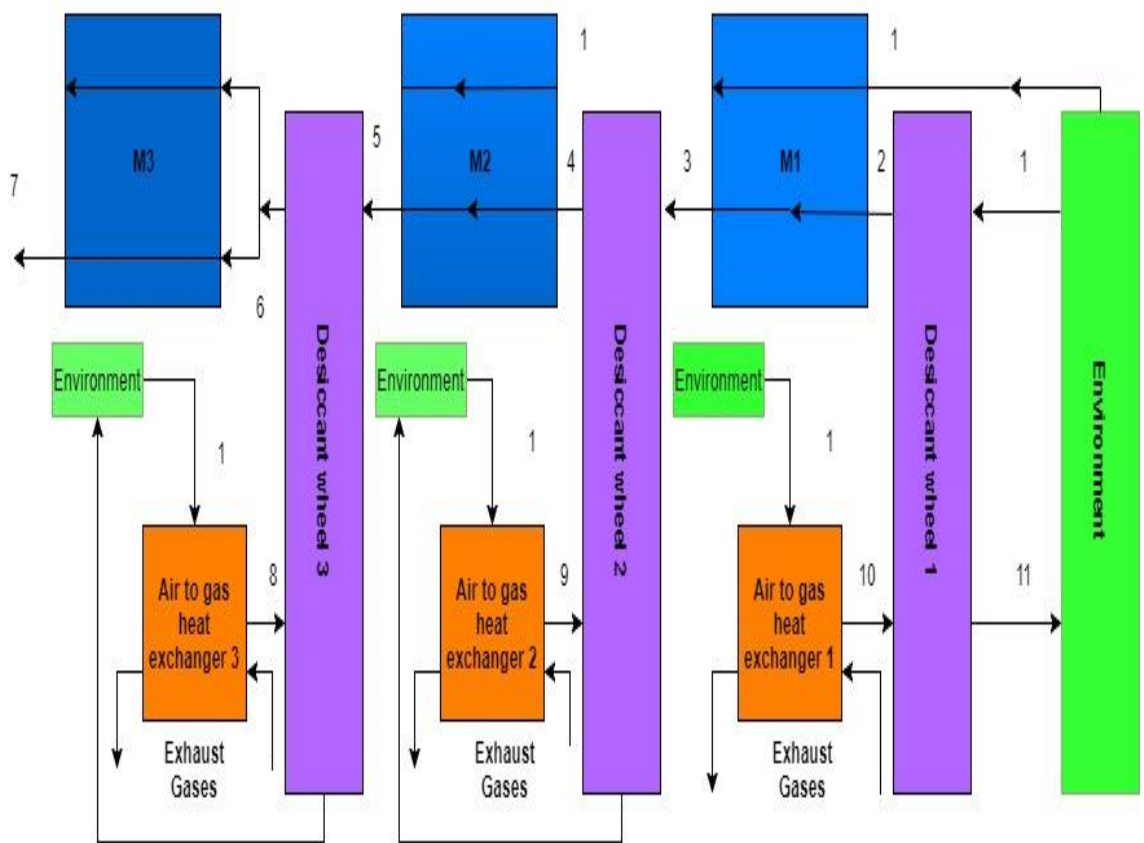 1
1
M3
M2
M1
5
4
3
2
1
7
6
Desiccant wheel 3
Desiccant wheel 2
Desiccant wheel 1
Environment
Environment
Environment
Environment
1
1
1
Air to gas
heat
exchanger 3
8
Air to gas
heat
exchanger 2
9
Air to gas
heat
exchanger 1
10
11
Exhaust
Gases
Exhaust
Gases
Exhaust
Gases